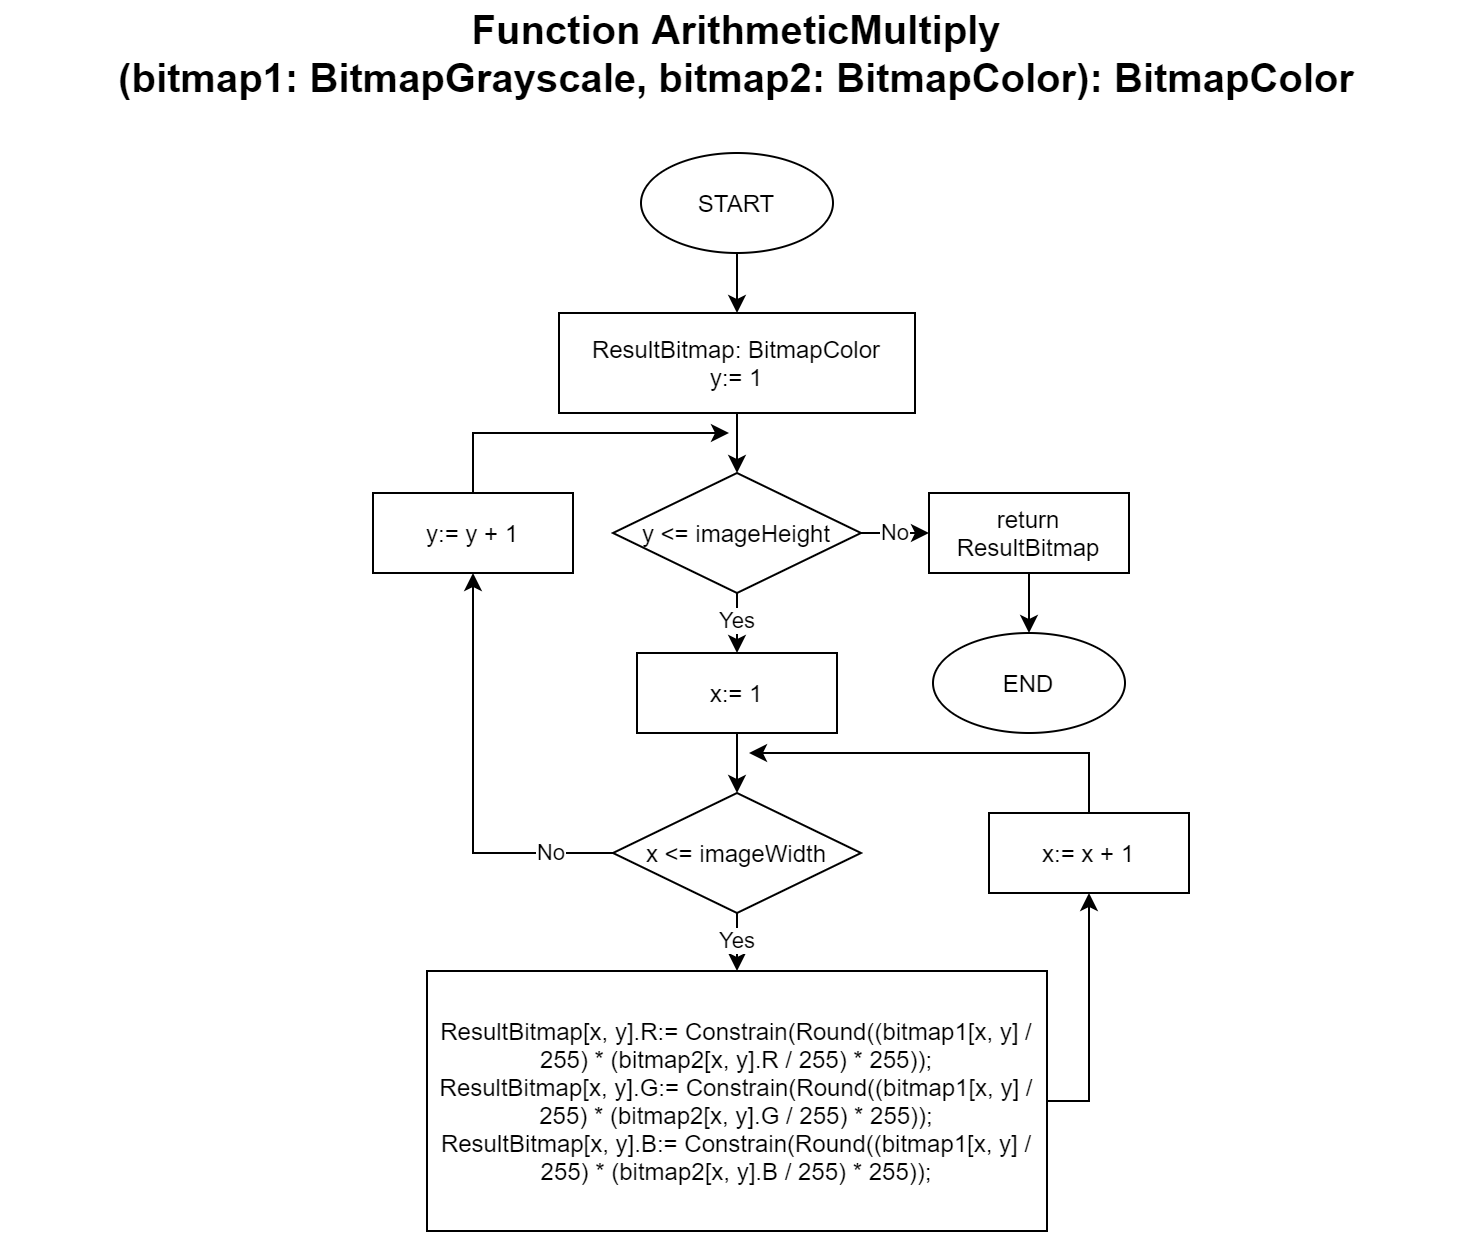 Function ArithmeticMultiply
(bitmap1: BitmapGrayscale, bitmap2: BitmapColor): BitmapColor
START
ResultBitmap: BitmapColor
y:= 1
y:= y + 1
y <= imageHeight
No
return
ResultBitmap
Yes
END
x:= 1
No
x <= imageWidth
x:= x + 1
Yes
ResultBitmap[x, y].R:= Constrain(Round((bitmap1[x, y] /
255) * (bitmap2[x, y].R / 255) * 255));
ResultBitmap[x, y].G:= Constrain(Round((bitmap1[x, y] /
255) * (bitmap2[x, y].G / 255) * 255));
ResultBitmap[x, y].B:= Constrain(Round((bitmap1[x, y] /
255) * (bitmap2[x, y].B / 255) * 255));